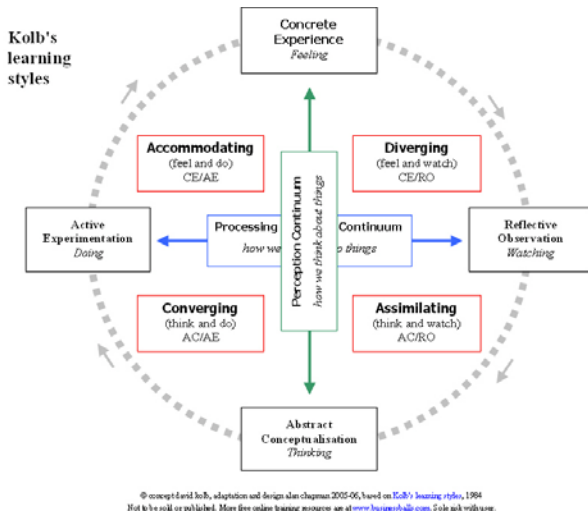 Kolb's
learning
styles
Concrete
Experience
Feeling
Accommodating
(feel and do)
CE/AE
Diverging
(feel and watch)
CE/RO
Active
Experimentation
Doing
Processing Continuum
how we things
Perception Continuum
how we think about things
Reflective
Observation
Watching
Converging
(think and do)
AC/AE
Assimilating
(think and watch)
AC/RO
Abstract
Conceptualisation
Thinking
© concept david kolb, adaptation and design alan chapman 2005-06, based on Kolb's learning styles, 1984
Not to be sold or published. More free online training resources are at www.businessballs.com. Sole risk with user.